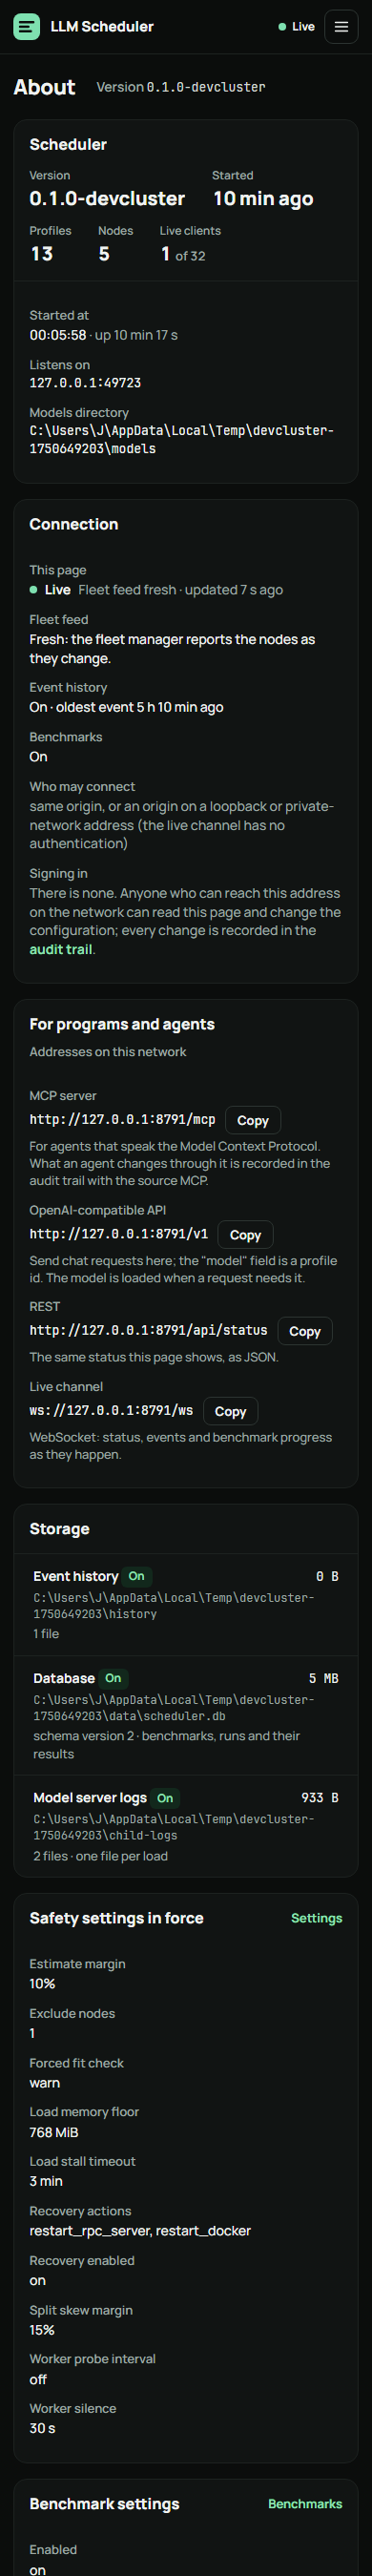 LLM Scheduler
Live
About
Version 0.1.0-devcluster
Scheduler
Version
Started
0.1.0-devcluster
10 min ago
Profiles
Nodes
Live clients
13
5
1 of 32
Started at
00:05:58 · up 10 min 17 s
Listens on
127.0.0.1:49723
Models directory
C:\Users\J\AppData\Local\Temp\devcluster-
1750649203\models
Connection
This page
Live Fleet feed fresh · updated 7 s ago
Fleet feed
Fresh: the fleet manager reports the nodes as
they change.
Event history
On · oldest event 5 h 10 min ago
Benchmarks
On
Who may connect
same origin, or an origin on a loopback or private-
network address (the live channel has no
authentication)
Signing in
There is none. Anyone who can reach this address
on the network can read this page and change the
configuration; every change is recorded in the
audit trail.
For programs and agents
Addresses on this network
MCP server
http://127.0.0.1:8791/mcp Copy
For agents that speak the Model Context Protocol.
What an agent changes through it is recorded in the
audit trail with the source MCP.
OpenAI-compatible API
http://127.0.0.1:8791/v1 Copy
Send chat requests here; the "model" field is a profile
id. The model is loaded when a request needs it.
REST
http://127.0.0.1:8791/api/status Copy
The same status this page shows, as JSON.
Live channel
ws://127.0.0.1:8791/ws Copy
WebSocket: status, events and benchmark progress
as they happen.
Storage
Event history On 0 B
C:\Users\J\AppData\Local\Temp\devcluster-
1750649203\history
1 file
Database On 5 MB
C:\Users\J\AppData\Local\Temp\devcluster-
1750649203\data\scheduler.db
schema version 2 · benchmarks, runs and their
results
Model server logs On 933 B
C:\Users\J\AppData\Local\Temp\devcluster-
1750649203\child-logs
2 files · one file per load
Safety settings in force
Settings
Estimate margin
10%
Exclude nodes
1
Forced fit check
warn
Load memory floor
768 MiB
Load stall timeout
3 min
Recovery actions
restart_rpc_server, restart_docker
Recovery enabled
on
Split skew margin
15%
Worker probe interval
off
Worker silence
30 s
Benchmark settings
Benchmarks
Enabled
on